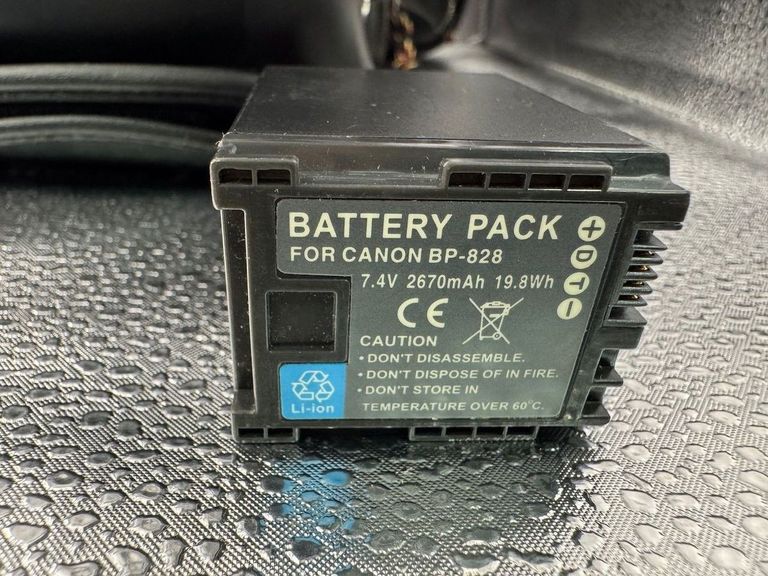 BATTERY PACK
FOR CANON BP-828
7.4V 2670mAh 19.8Wh
+
D
T
-
CE
CAUTION
•DON'T DISASSEMBLE.
•DON'T DISPOSE OF IN FIRE.
•DON'T STORE IN
TEMPERATURE OVER 60°C.
Li-ion